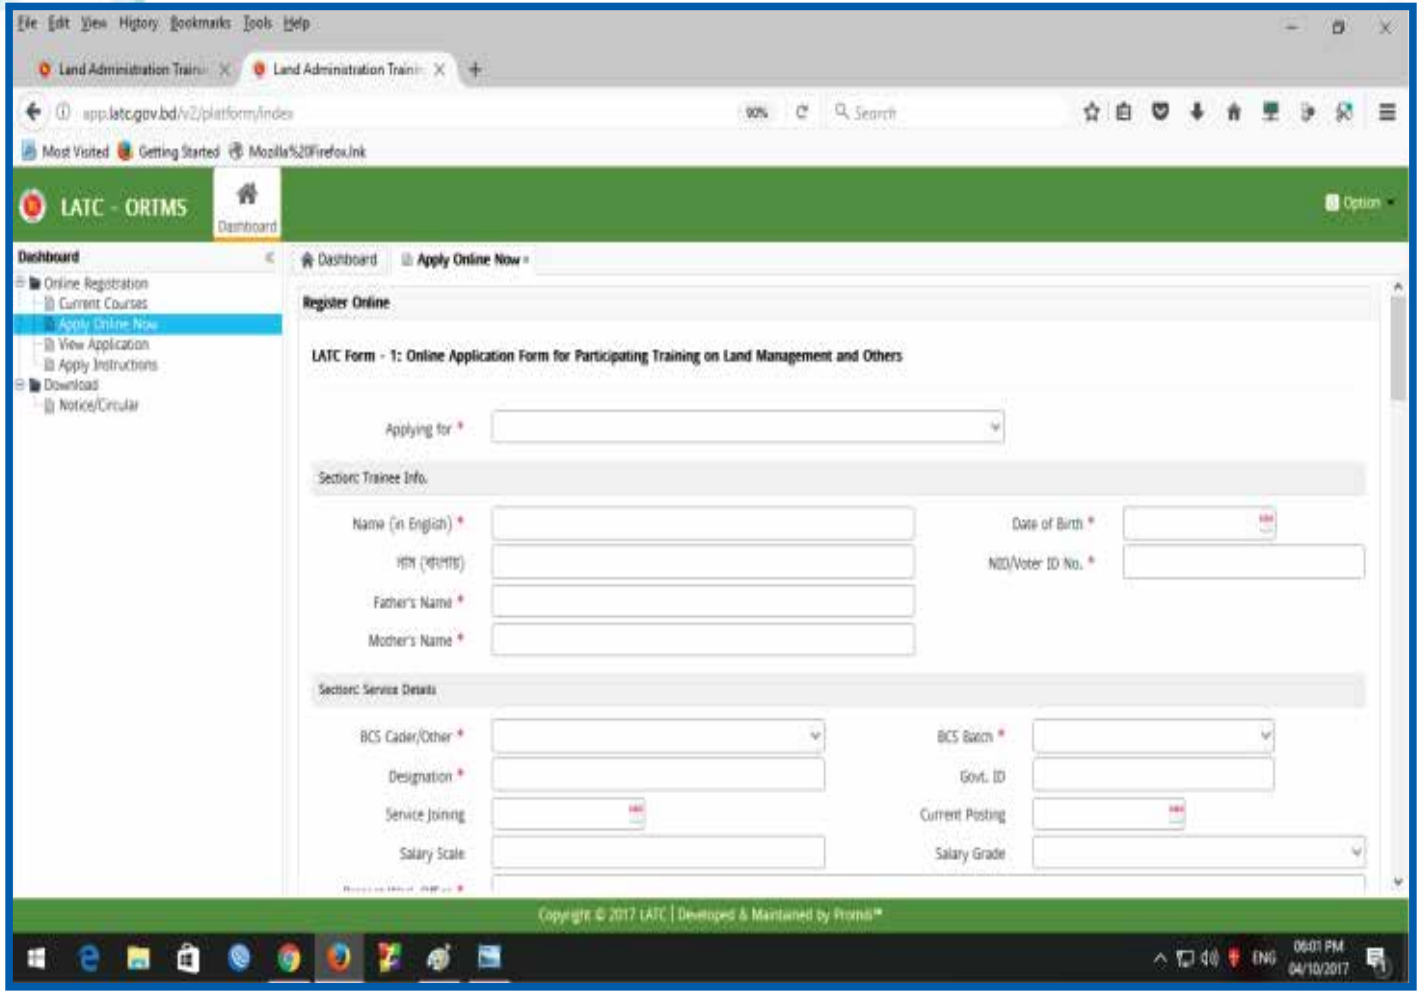 File Edit View History Bookmarks Tools Help
Land Administration Trainin Land Administration Trainin
app.latc.gov.bd/v2/platform/index 90% Search
Most Visited Getting Started Mozilla%20Firefox.lnk
LATC - ORTMS Dashboard Option
Dashboard
Online Registration
Current Courses
Apply Online Now
View Application
Apply Instructions
Download
Notice/Circular
Dashboard Apply Online Now
Register Online
LATC Form - 1: Online Application Form for Participating Training on Land Management and Others
Applying for *
Section: Trainee Info.
Name (in English) * Date of Birth *
নাম (বাংলায়) NID/Voter ID No. *
Father's Name *
Mother's Name *
Section: Service Details
BCS Cader/Other * BCS Batch *
Designation * Govt. ID
Service Joining Current Posting
Salary Scale Salary Grade
Copyright © 2017 LATC | Developed & Maintained by
ENG 06:01 PM
04/10/2017